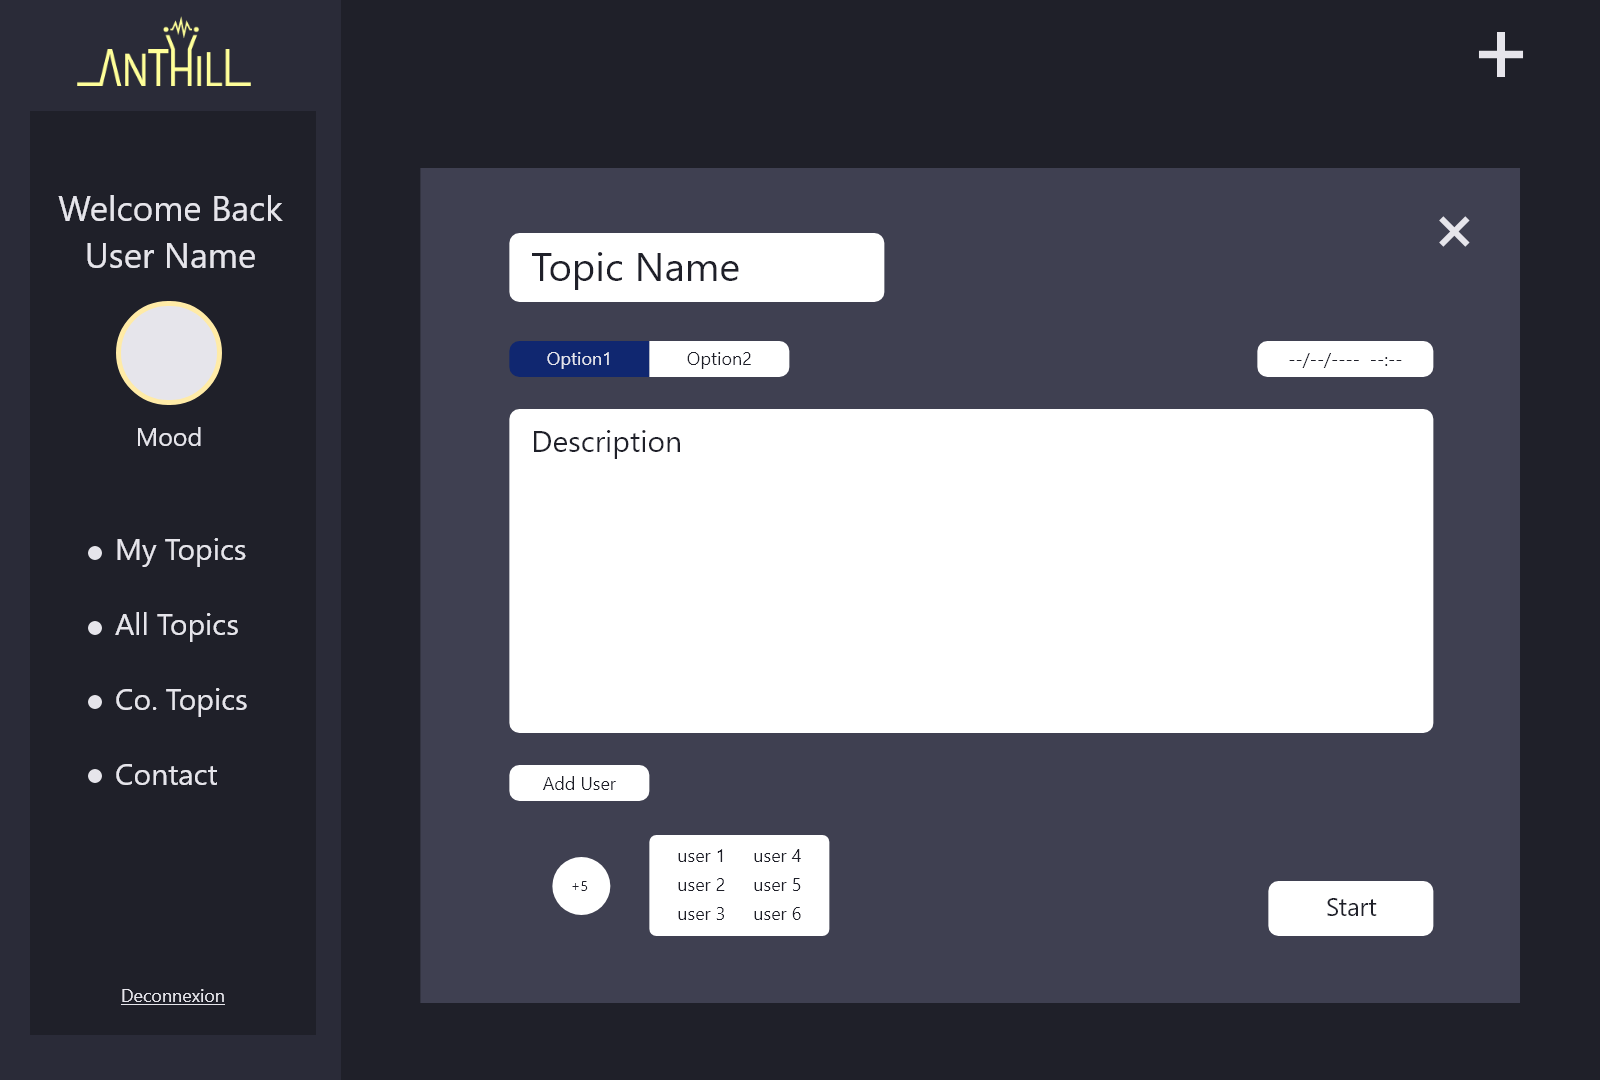 ANTHILL
Welcome Back
User Name
Mood
My Topics
All Topics
Co. Topics
Contact
Deconnexion
Topic Name
Option1 Option2
--/--/---- --:--
Description
Add User
+5
user 1 user 4
user 2 user 5
user 3 user 6
Start